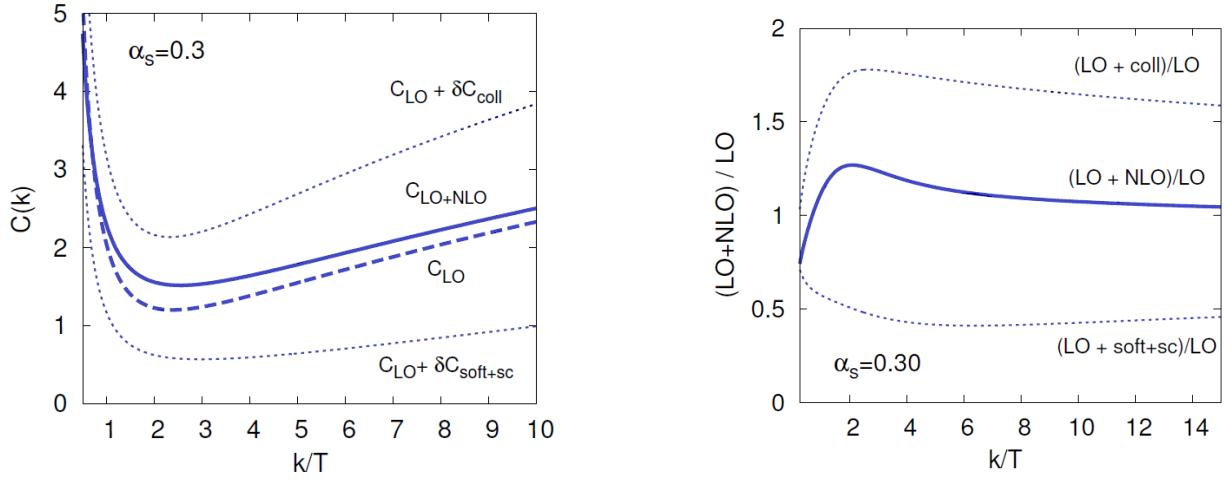 5
4
3
2
1
0
C(k)
α_s=0.3
C_LO + δC_coll
C_LO+NLO
C_LO
C_LO + δC_soft+sc
1 2 3 4 5 6 7 8 9 10
k/T
2
1.5
1
0.5
0
(LO+NLO) / LO
(LO + coll)/LO
(LO + NLO)/LO
(LO + soft+sc)/LO
α_s=0.30
2 4 6 8 10 12 14
k/T